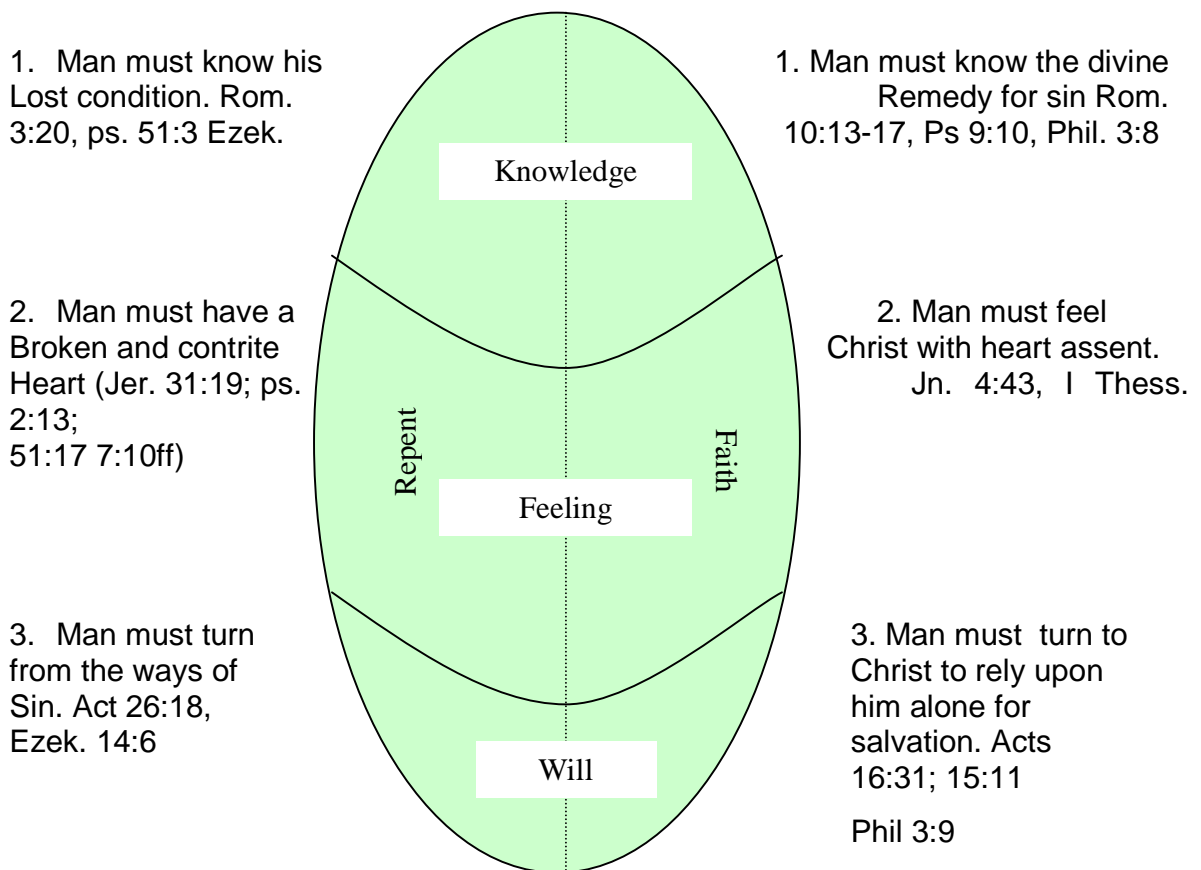 1. Man must know his
Lost condition. Rom.
3:20, ps. 51:3 Ezek.
1. Man must know the divine
Remedy for sin Rom.
10:13-17, Ps 9:10, Phil. 3:8
Knowledge
2. Man must have a
Broken and contrite
Heart (Jer. 31:19; ps.
2:13;
51:17 7:10ff)
2. Man must feel
Christ with heart assent.
Jn. 4:43, I Thess.
Repent
Faith
Feeling
3. Man must turn
from the ways of
Sin. Act 26:18,
Ezek. 14:6
3. Man must turn to
Christ to rely upon
him alone for
salvation. Acts
16:31; 15:11
Phil 3:9
Will